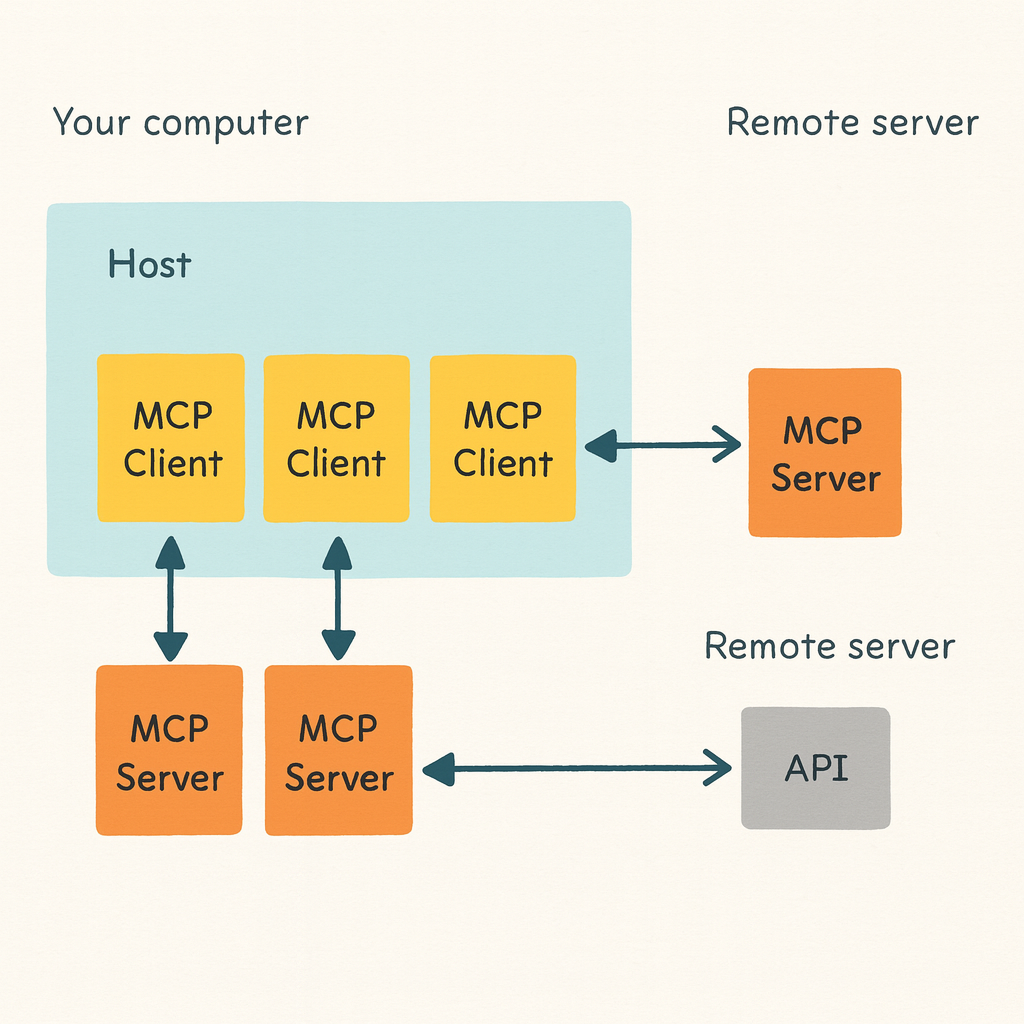 Your computer
Remote server
Host
MCP
Client
MCP
Client
MCP
Client
MCP
Server
Remote server
MCP
Server
MCP
Server
API